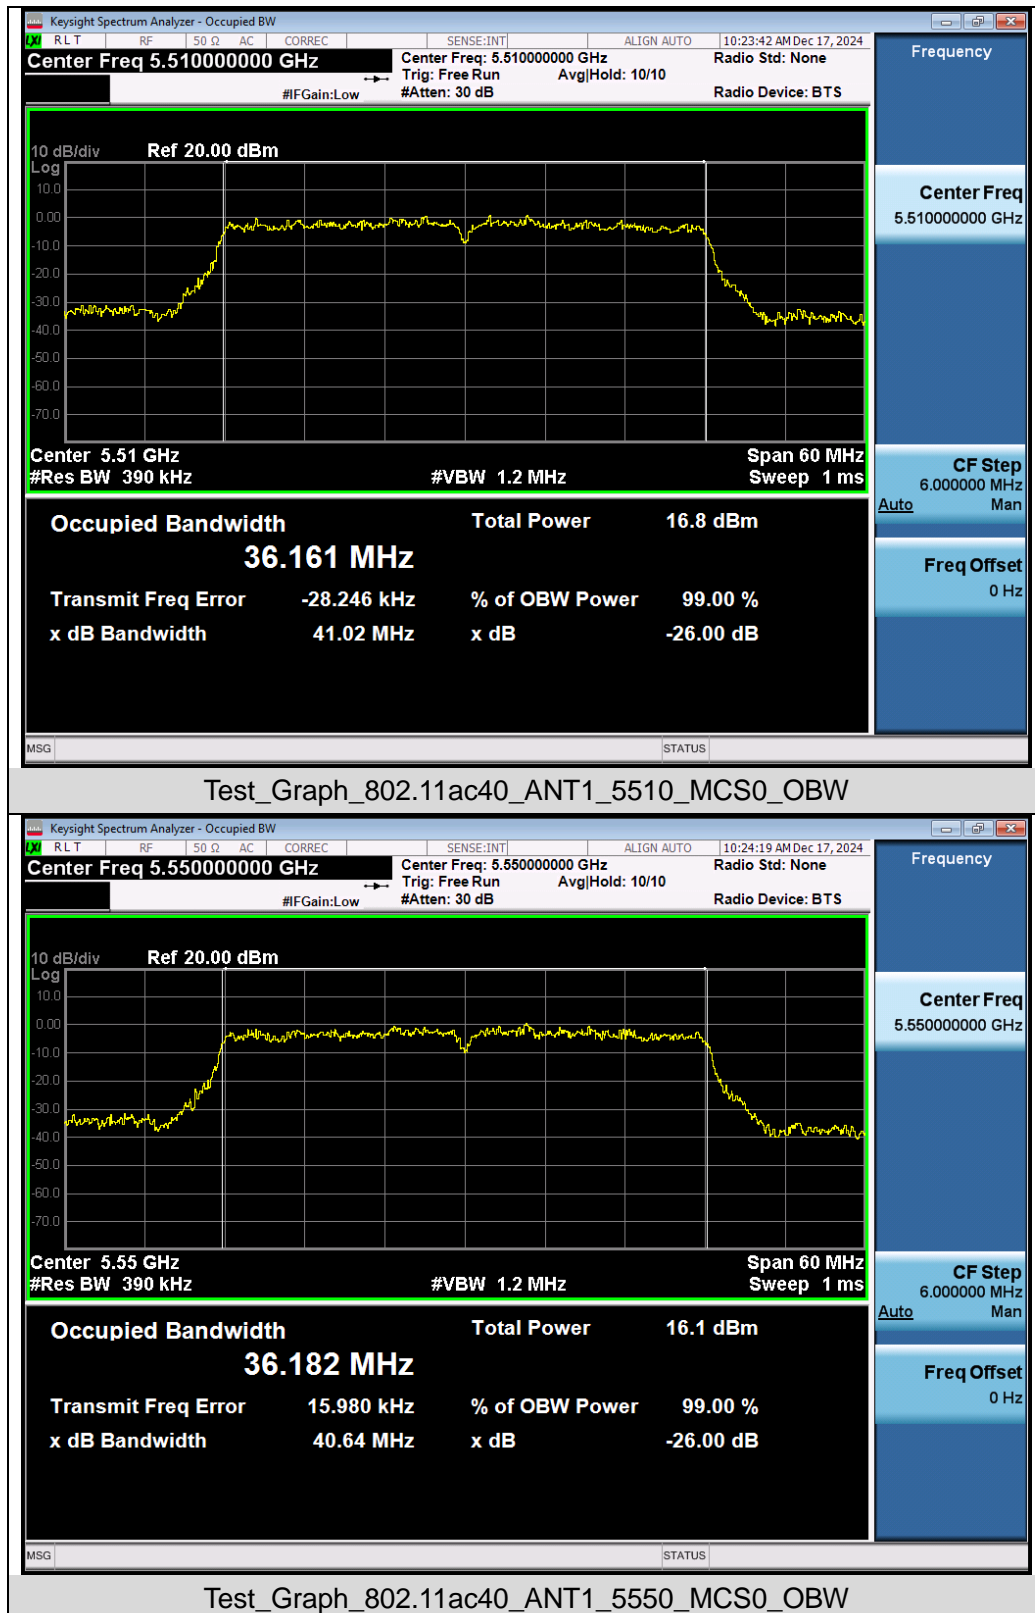 Keysight Spectrum Analyzer - Occupied BW
LXI RLT RF 50 Ω AC CORREC SENSE:INT ALIGN AUTO 10:23:42 AM Dec 17, 2024
Center Freq 5.510000000 GHz
Center Freq: 5.510000000 GHz Radio Std: None
Trig: Free Run Avg|Hold: 10/10
#IFGain:Low #Atten: 30 dB Radio Device: BTS
Frequency
10 dB/div Ref 20.00 dBm
Log
10.0
0.00
-10.0
-20.0
-30.0
-40.0
-50.0
-60.0
-70.0
Center 5.51 GHz Span 60 MHz
#Res BW 390 kHz #VBW 1.2 MHz Sweep 1 ms
Center Freq
5.510000000 GHz
CF Step
6.000000 MHz
Auto Man
Freq Offset
0 Hz
Occupied Bandwidth Total Power 16.8 dBm
36.161 MHz
Transmit Freq Error -28.246 kHz % of OBW Power 99.00 %
x dB Bandwidth 41.02 MHz x dB -26.00 dB
MSG STATUS
Test_Graph_802.11ac40_ANT1_5510_MCS0_OBW
Keysight Spectrum Analyzer - Occupied BW
LXI RLT RF 50 Ω AC CORREC SENSE:INT ALIGN AUTO 10:24:19 AM Dec 17, 2024
Center Freq 5.550000000 GHz
Center Freq: 5.550000000 GHz Radio Std: None
Trig: Free Run Avg|Hold: 10/10
#IFGain:Low #Atten: 30 dB Radio Device: BTS
Frequency
10 dB/div Ref 20.00 dBm
Log
10.0
0.00
-10.0
-20.0
-30.0
-40.0
-50.0
-60.0
-70.0
Center 5.55 GHz Span 60 MHz
#Res BW 390 kHz #VBW 1.2 MHz Sweep 1 ms
Center Freq
5.550000000 GHz
CF Step
6.000000 MHz
Auto Man
Freq Offset
0 Hz
Occupied Bandwidth Total Power 16.1 dBm
36.182 MHz
Transmit Freq Error 15.980 kHz % of OBW Power 99.00 %
x dB Bandwidth 40.64 MHz x dB -26.00 dB
MSG STATUS
Test_Graph_802.11ac40_ANT1_5550_MCS0_OBW